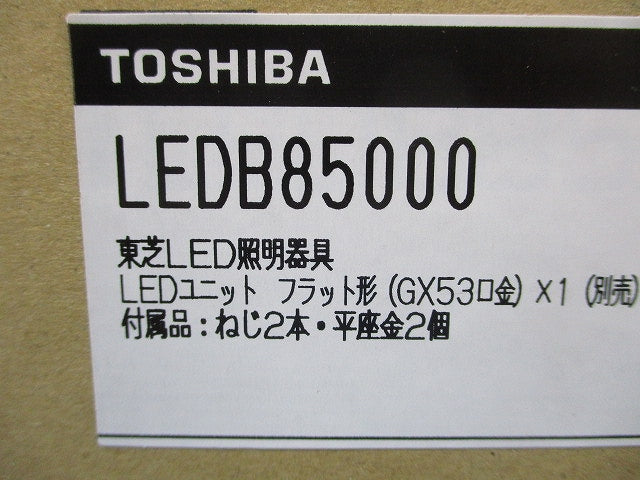 TOSHIBA
LEDB85000
東芝LED照明器具
LEDユニット フラット形 (GX53口金) X1 (別売)
付属品：ねじ2本・平座金2個